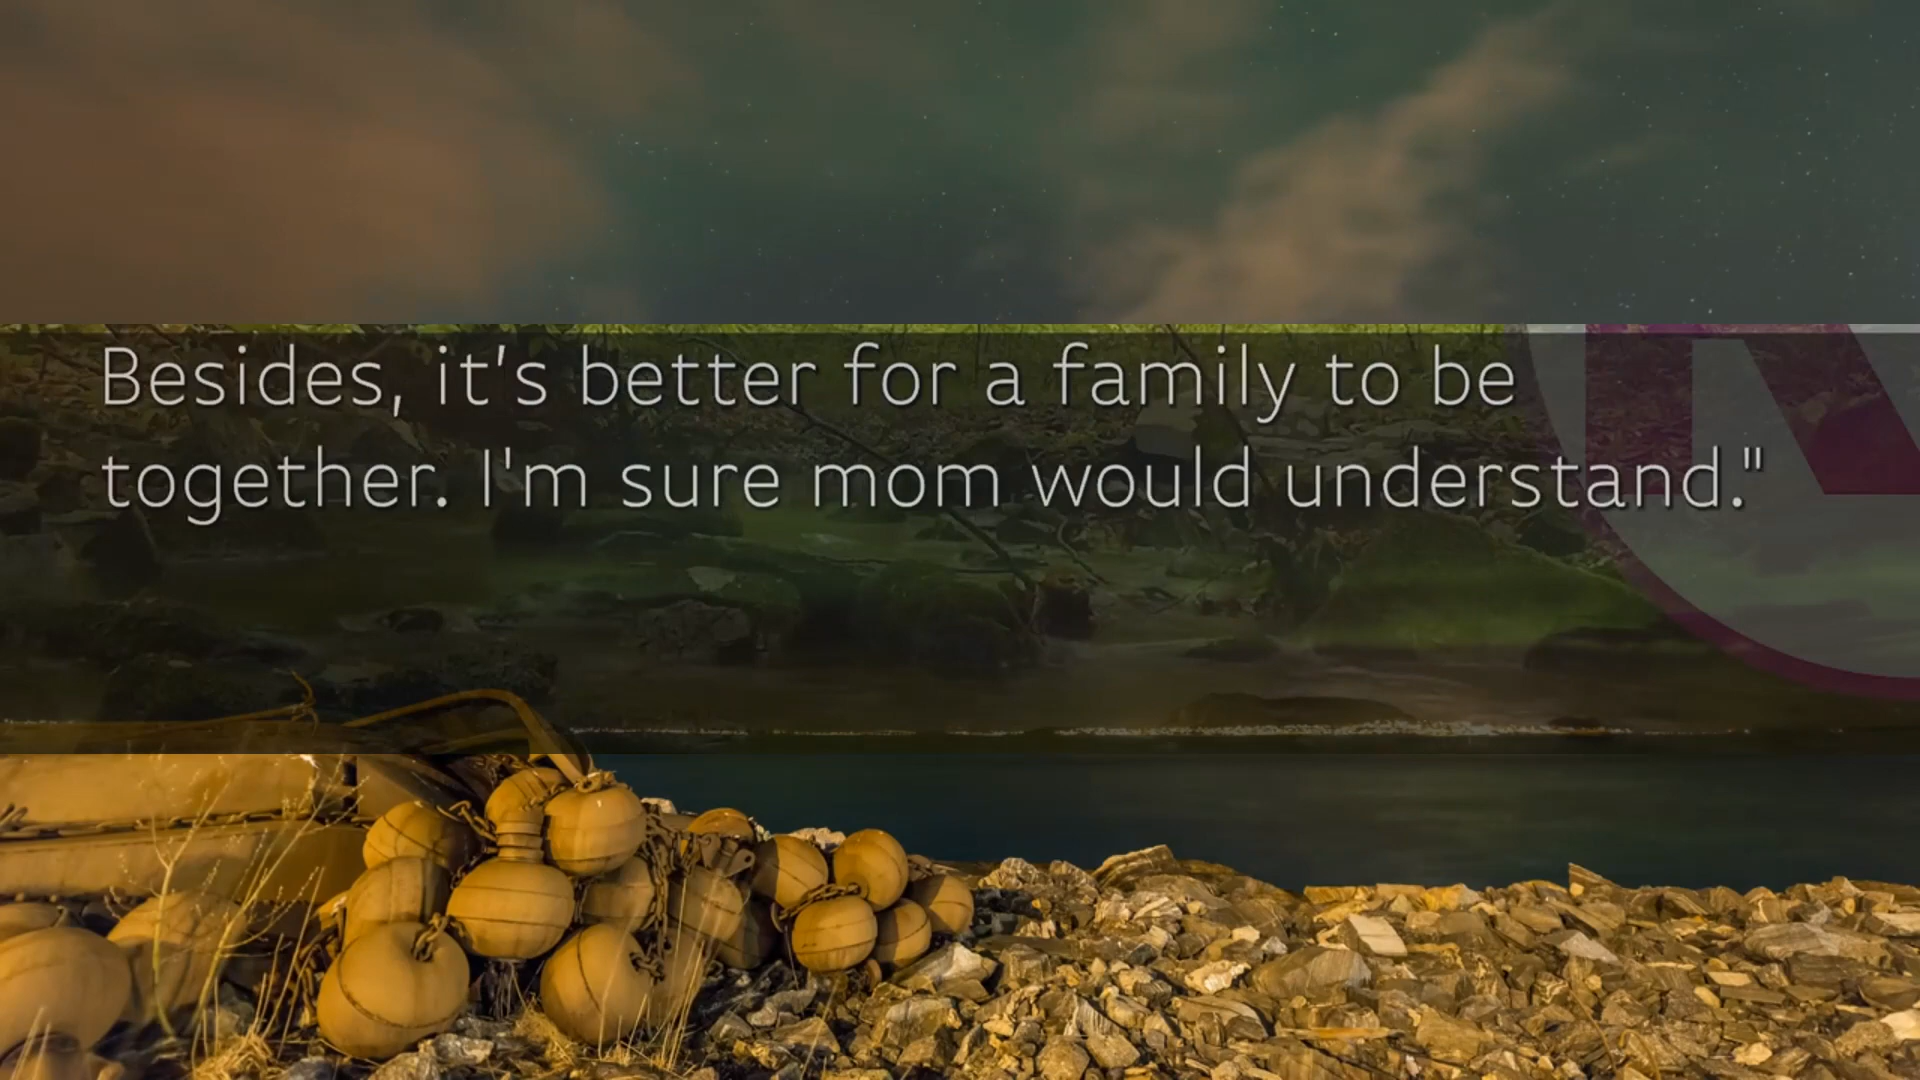 Besides, it's better for a family to be
together. I'm sure mom would understand."